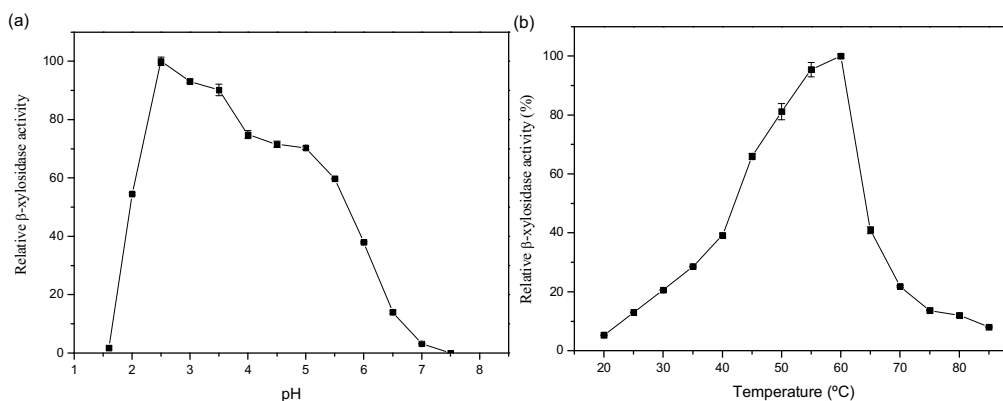 (a)
Relative β-xylosidase activity
100
80
60
40
20
0
1 2 3 4 5 6 7 8
pH
(b)
Relative β-xylosidase activity (%)
100
80
60
40
20
0
20 30 40 50 60 70 80
Temperature (ºC)